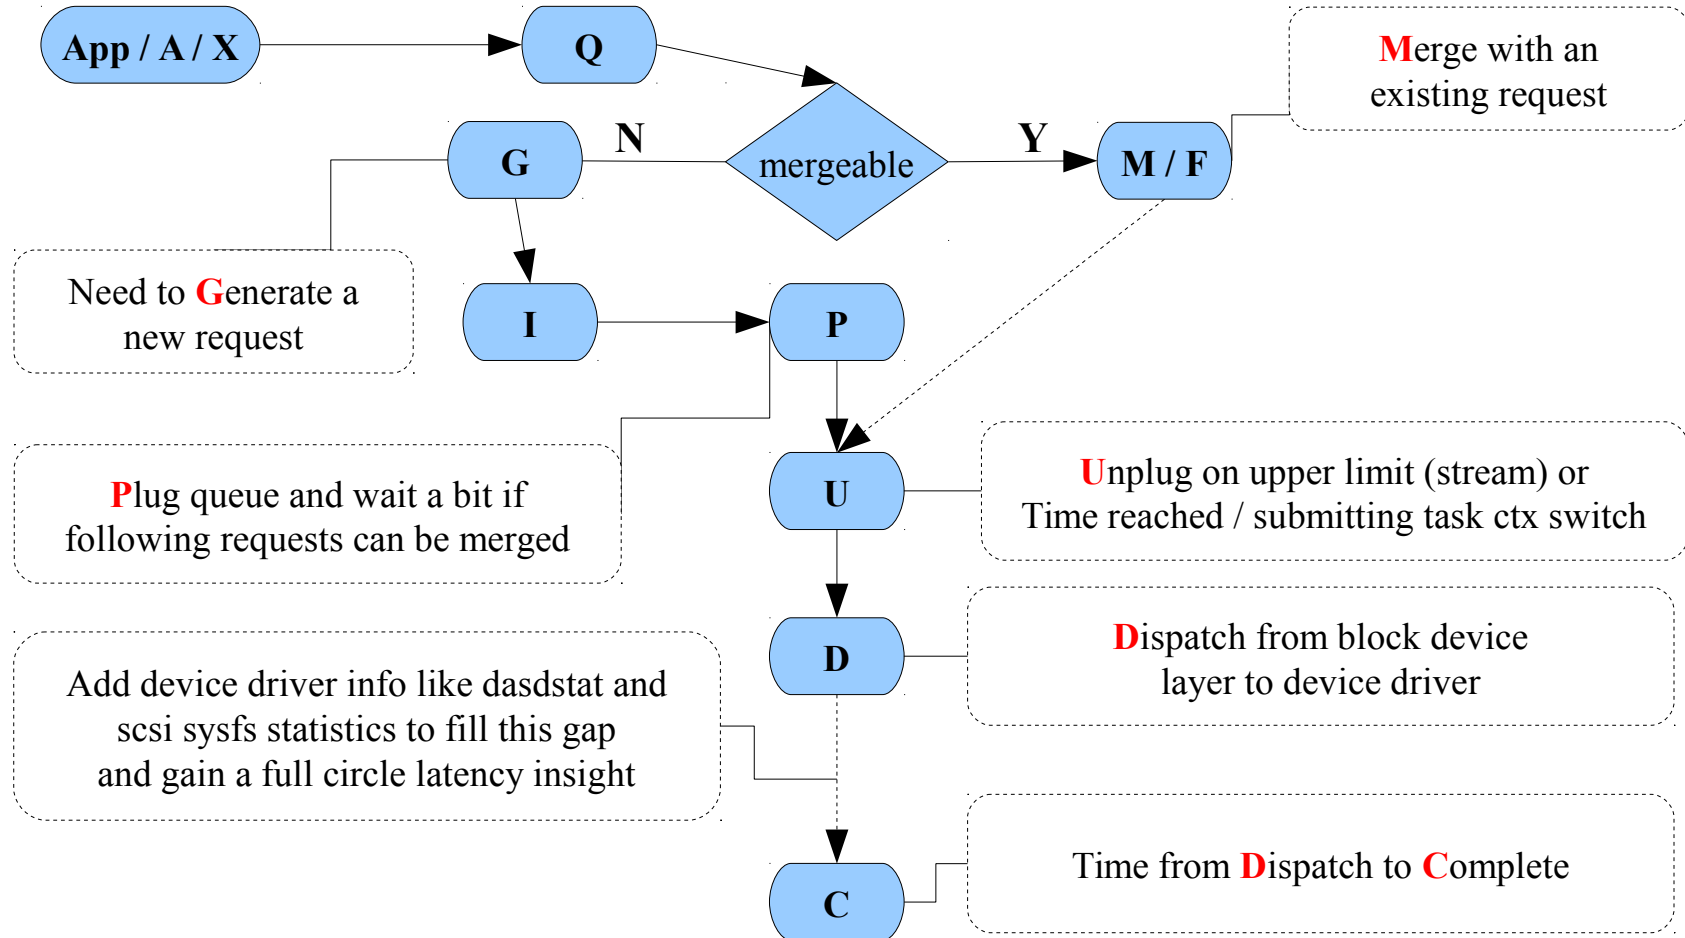 App / A / X
Q
Merge with an
existing request
N
Y
G
mergeable
M / F
Need to Generate a
new request
I
P
Plug queue and wait a bit if
following requests can be merged
U
Unplug on upper limit (stream) or
Time reached / submitting task ctx switch
D
Dispatch from block device
layer to device driver
Add device driver info like dasdstat and
scsi sysfs statistics to fill this gap
and gain a full circle latency insight
C
Time from Dispatch to Complete